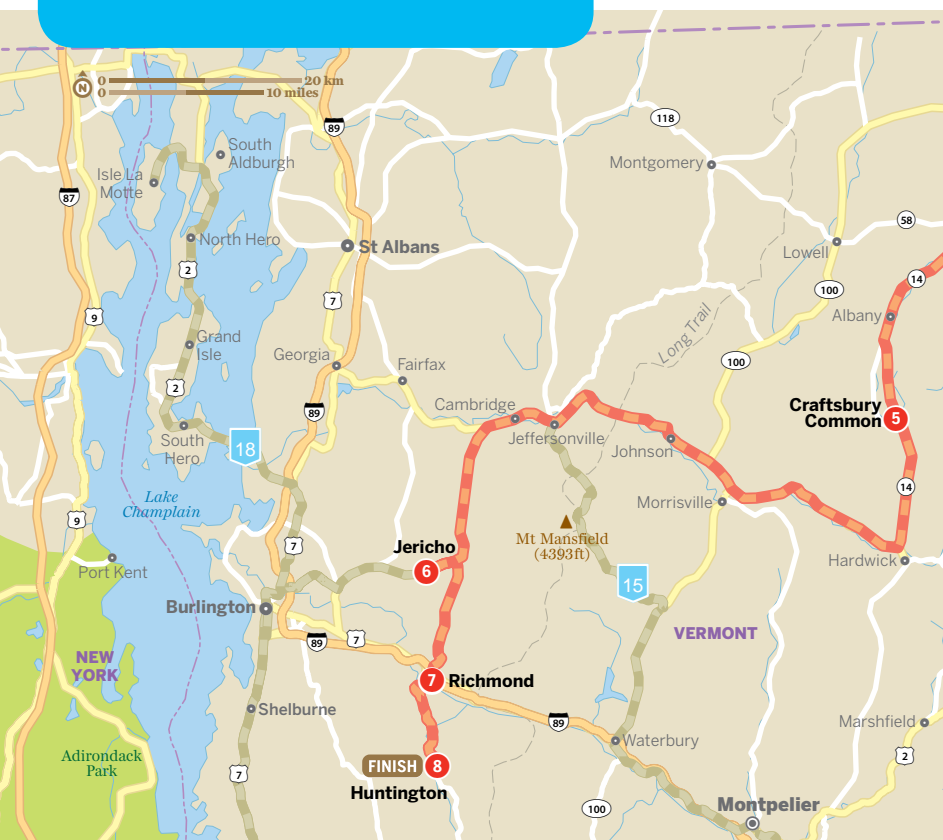 N
0
20 km
0
10 miles
89
118
South
Aldburgh
Montgomery
Isle La
Motte
87
58
North Hero
St Albans
Lowell
2
14
100
7
9
Albany
Long Trail
Grand
Isle
Georgia
100
Fairfax
2
89
Cambridge
Craftsbury
Common
5
South
Hero
18
Jeffersonville
Johnson
14
Lake
Champlain
Morrisville
9
Mt Mansfield
(4393ft)
7
Jericho
6
Port Kent
Hardwick
15
Burlington
VERMONT
89
7
NEW
YORK
7
Richmond
Shelburne
89
Marshfield
Waterbury
2
Adirondack
Park
FINISH
8
7
Huntington
100
Montpelier